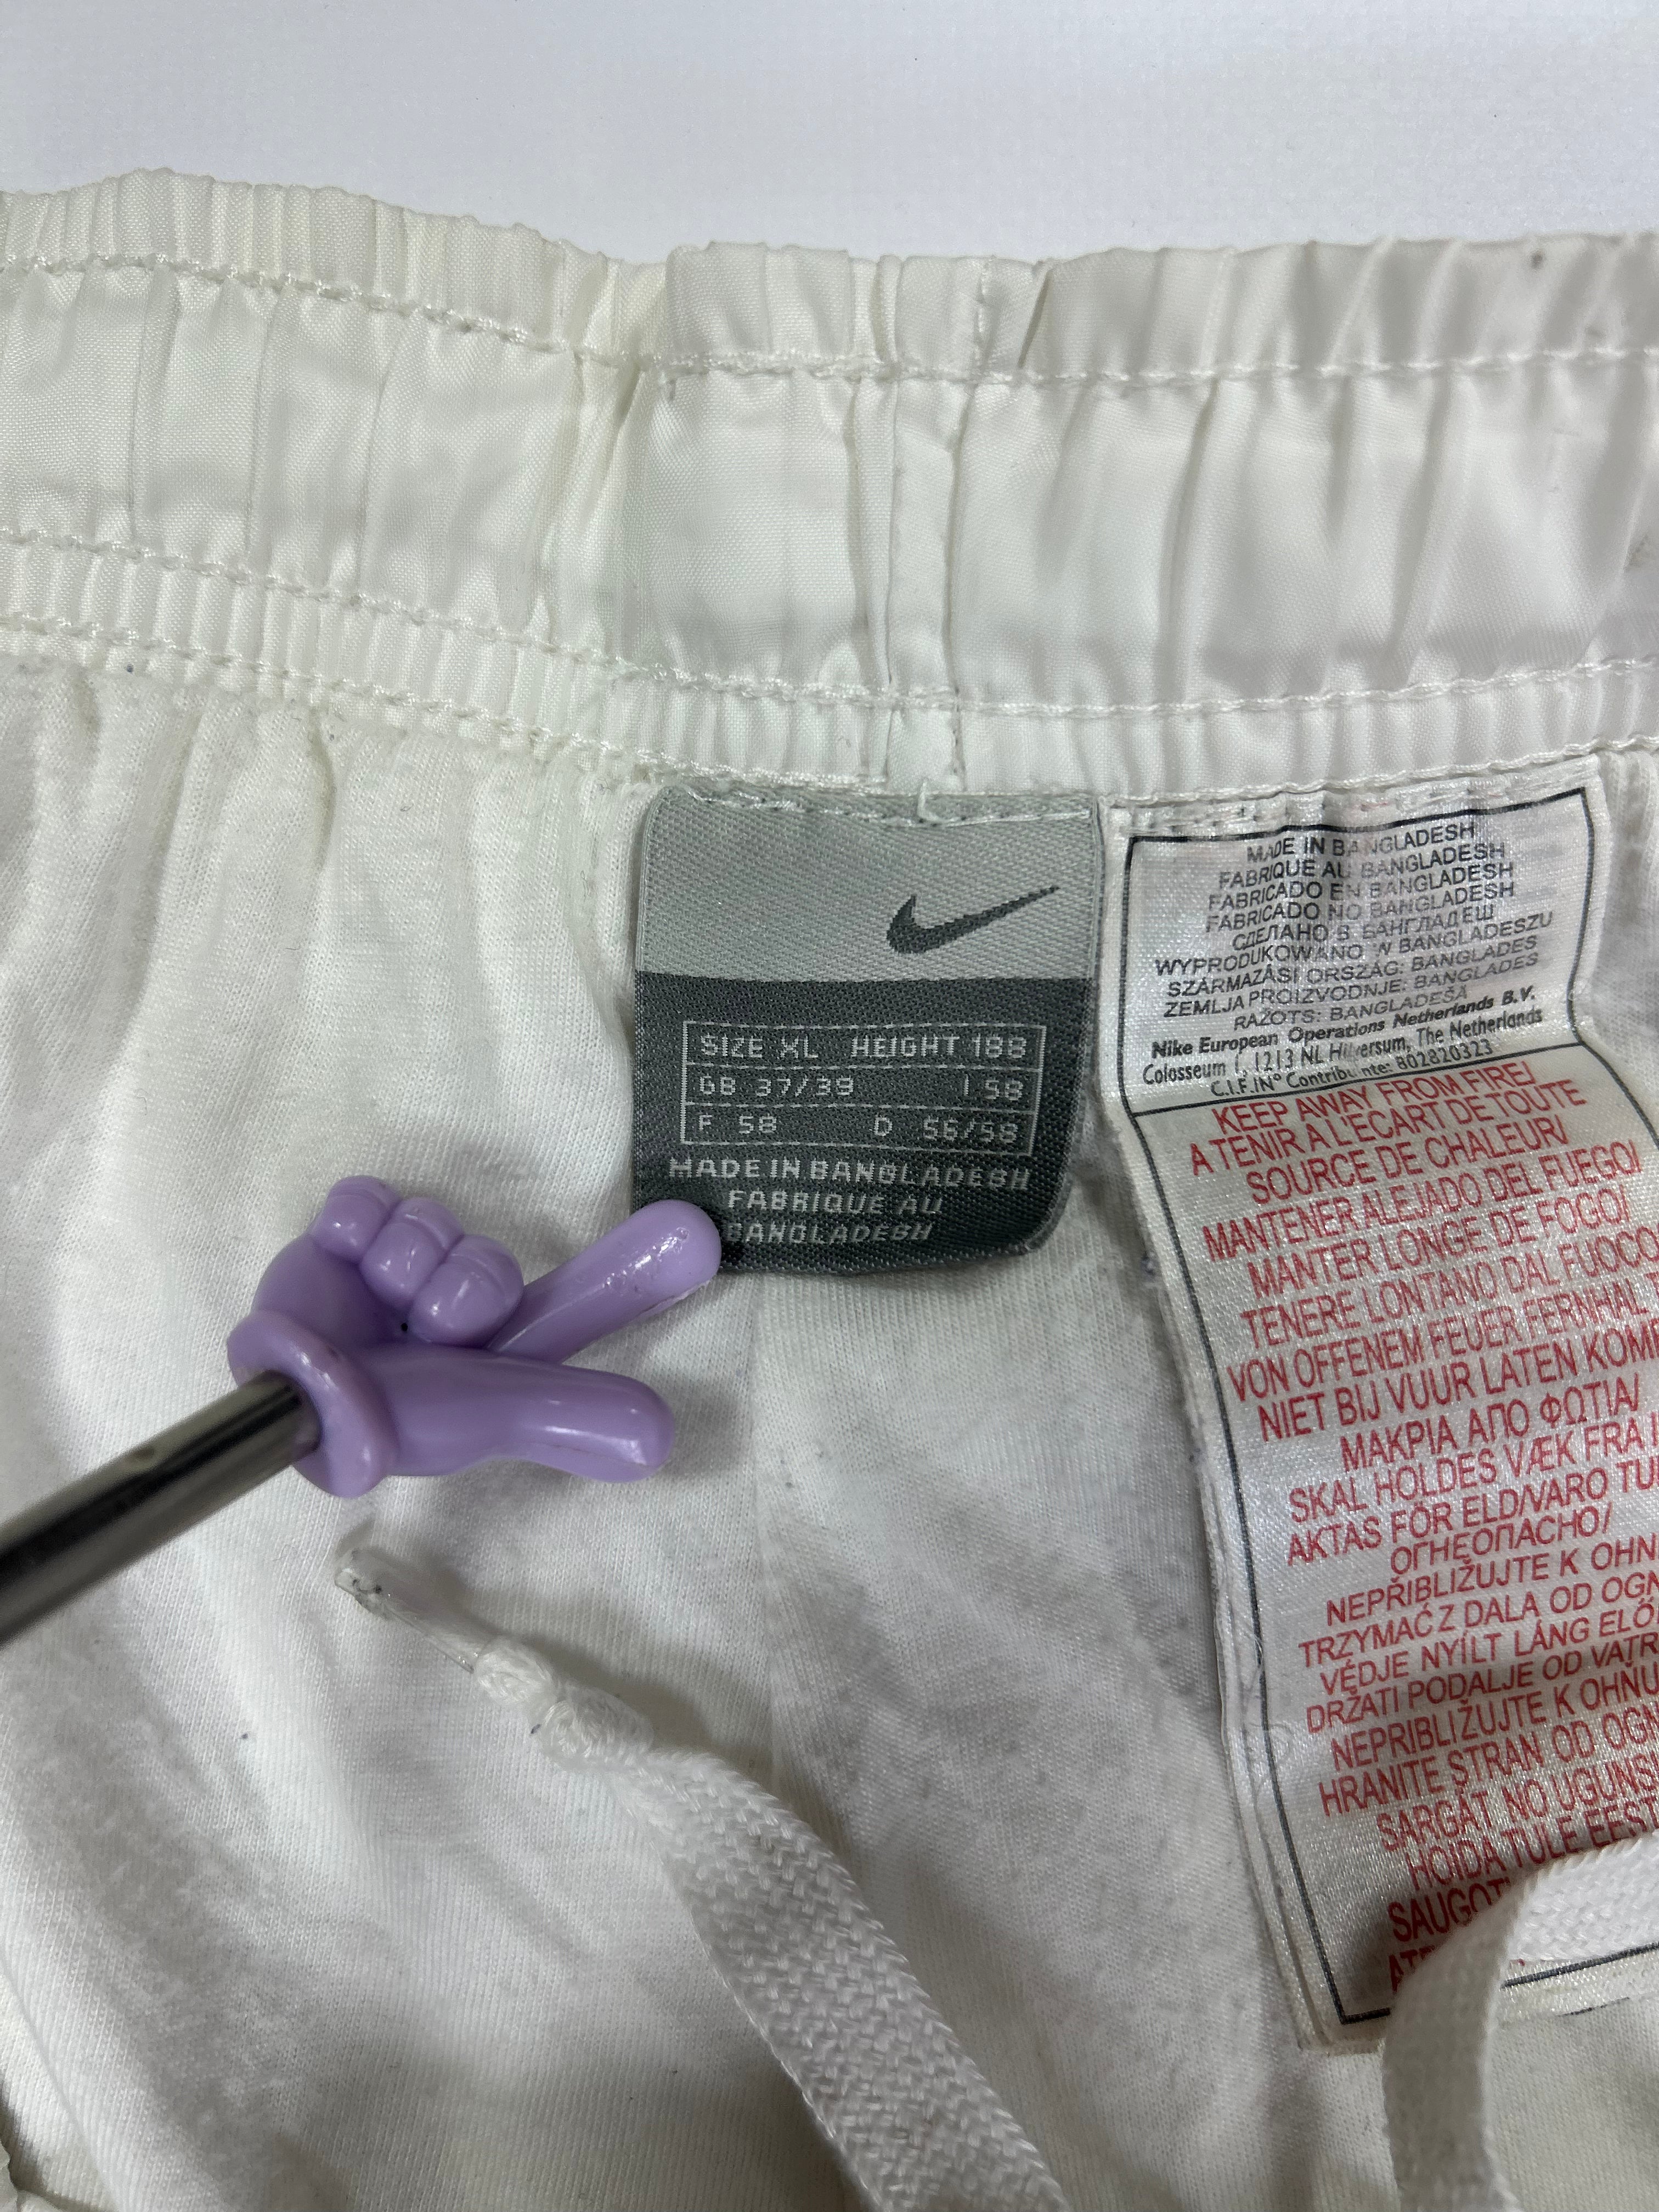 SIZE XL HEIGHT 188
GB 37/39 I 58
F 58 D 56/58
MADE IN BANGLADESH
FABRIQUE AU
BANGLADESH
MADE IN BANGLADESH
FABRIQUE AU BANGLADESH
FABRICADO EN BANGLADESH
FABRICADO NO BANGLADESH
СДЕЛАНО В БАНГЛАДЕШ
WYPRODUKOWANO W BANGLADESZU
SZÁRMAZÁSI ORSZÁG: BANGLADES
ZEMLJA PROIZVODNJE: BANGLADES
RAŽOTS: BANGLADEŠĀ
Nike European Operations Netherlands B.V.
Colosseum 1, 1213 NL Hilversum, The Netherlands
C.I.F./N° Contribuinte: 802820323
KEEP AWAY FROM FIRE/
A TENIR A L'ECART DE TOUTE
SOURCE DE CHALEUR/
MANTENER ALEJADO DEL FUEGO/
MANTER LONGE DE FOGO/
TENERE LONTANO DAL FUOCO
VON OFFENEM FEUER FERNHAL
NIET BIJ VUUR LATEN KOM
ΜΑΚΡΙΑ ΑΠΟ ΦΩΤΙΑ/
SKAL HOLDES VÆK FRA
AKTAS FÖR ELD/VARO TU
ОГНЕОПАСНО/
NEPŘIBLIŽUJTE K OHN
TRZYMAĆ Z DALA OD OGN
VÉDJE NYÍLT LÁNG ELŐ
DRŽATI PODALJE OD VATR
NEPRIBLIŽUJTE K OHŇU
HRANITE STRAN OD OGN
SARGĀT NO UGUNS
HOIDA TULE EEST
SAUGOT